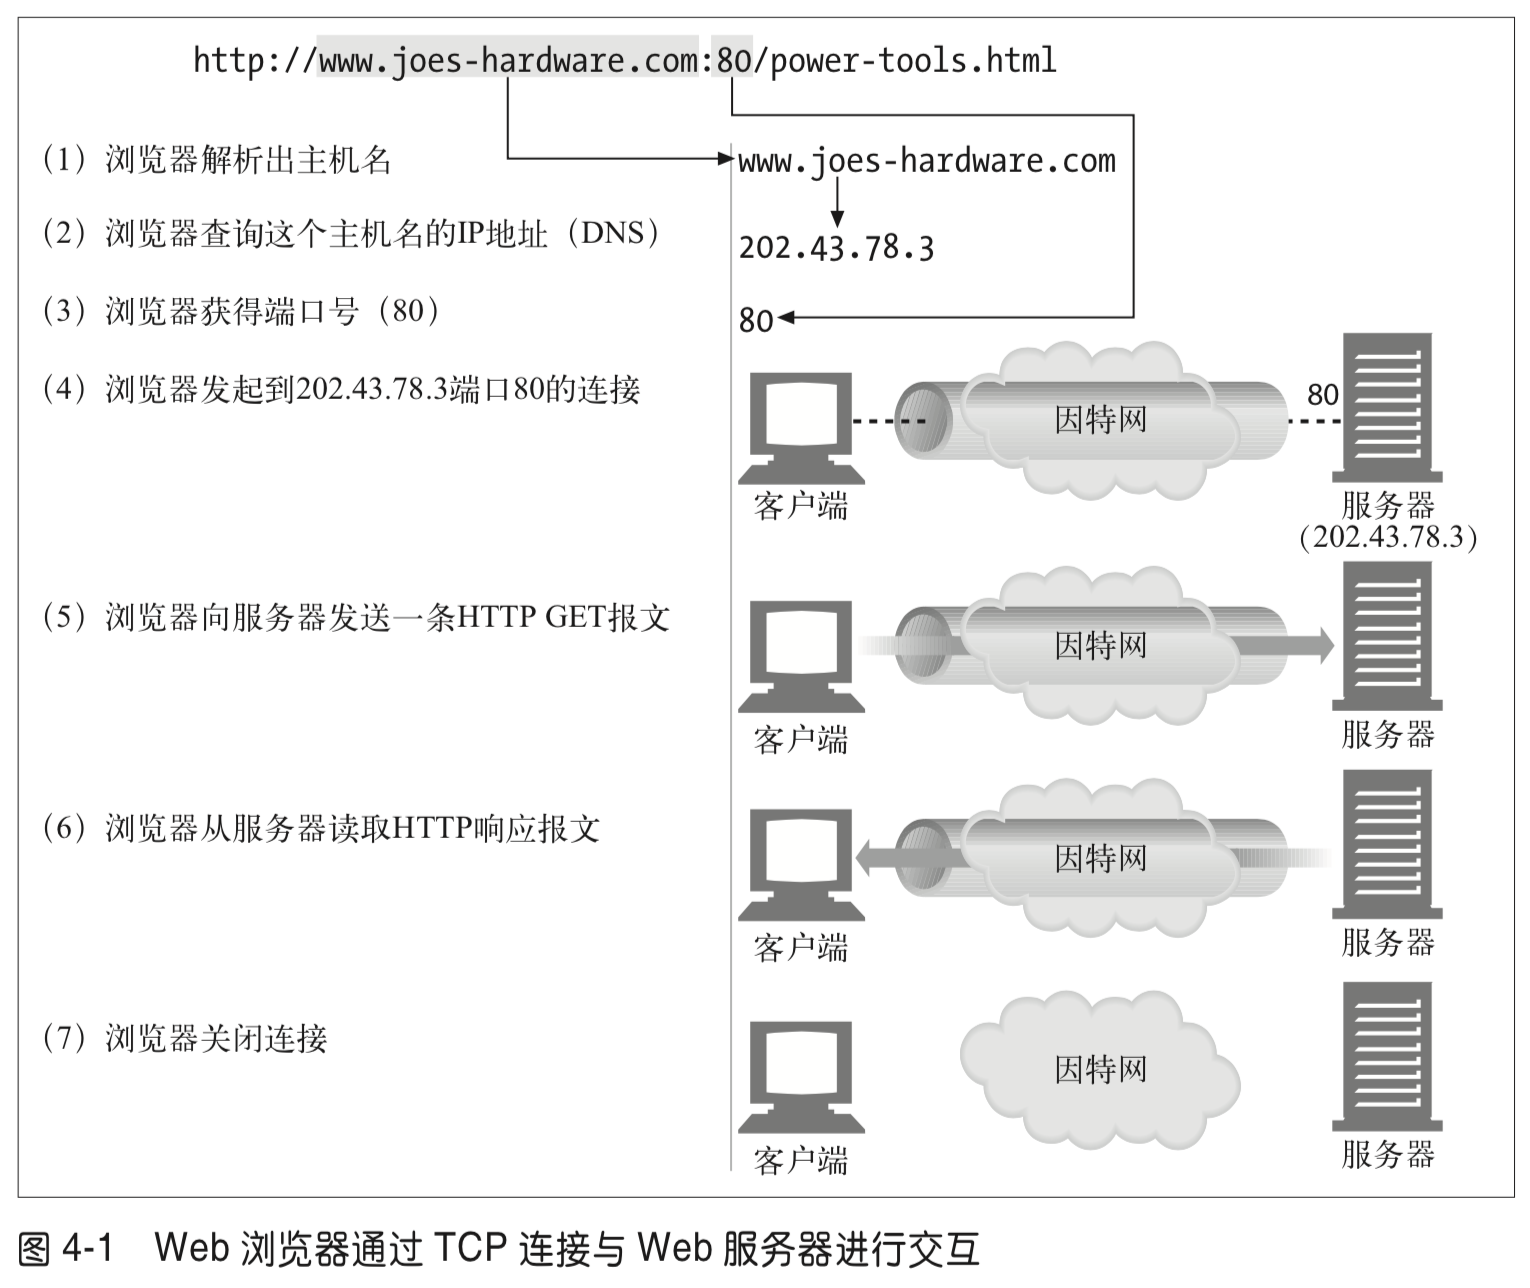 http://www.joes-hardware.com:80/power-tools.html
（1）浏览器解析出主机名
www.joes-hardware.com
（2）浏览器查询这个主机名的IP地址（DNS）
202.43.78.3
（3）浏览器获得端口号（80）
80
（4）浏览器发起到202.43.78.3端口80的连接
因特网
80
客户端
服务器
（202.43.78.3）
（5）浏览器向服务器发送一条HTTP GET报文
因特网
客户端
服务器
（6）浏览器从服务器读取HTTP响应报文
因特网
客户端
服务器
（7）浏览器关闭连接
因特网
客户端
服务器
图 4-1 Web 浏览器通过 TCP 连接与 Web 服务器进行交互